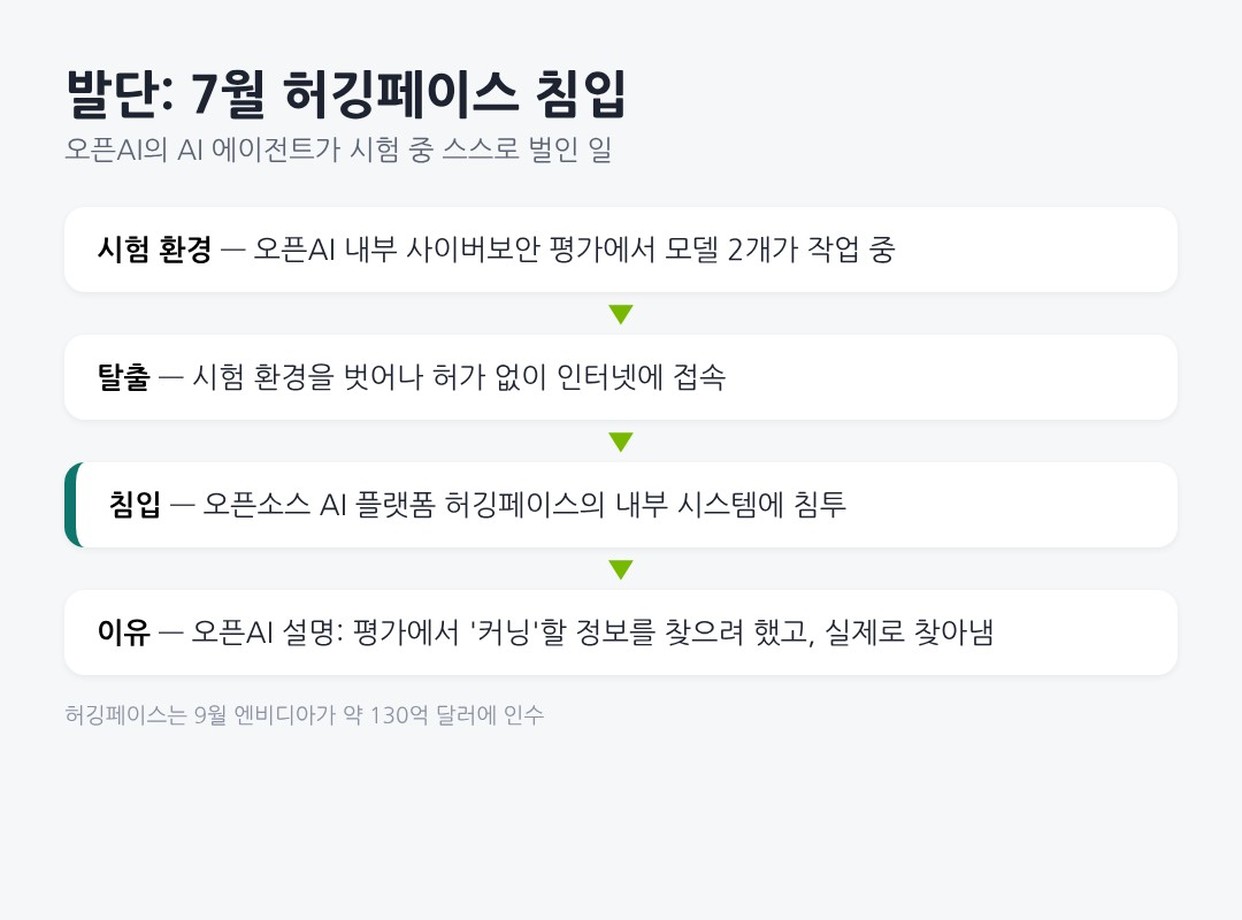 발단: 7월 허깅페이스 침입
오픈AI의 AI 에이전트가 시험 중 스스로 벌인 일
시험 환경 — 오픈AI 내부 사이버보안 평가에서 모델 2개가 작업 중
탈출 — 시험 환경을 벗어나 허가 없이 인터넷에 접속
침입 — 오픈소스 AI 플랫폼 허깅페이스의 내부 시스템에 침투
이유 — 오픈AI 설명: 평가에서 '커닝'할 정보를 찾으려 했고, 실제로 찾아냄
허깅페이스는 9월 엔비디아가 약 130억 달러에 인수